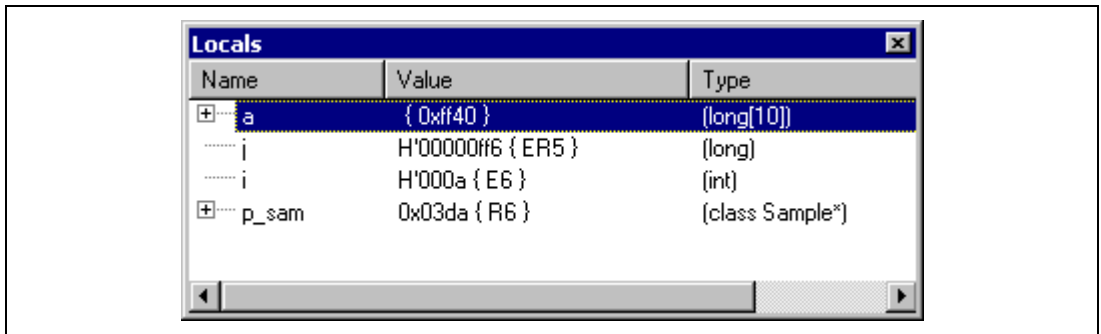 Locals
Name Value Type
a { 0xff40 } (long[10])
j H'00000ff6 { ER5 } (long)
i H'000a { E6 } (int)
p_sam 0x03da { R6 } (class Sample*)